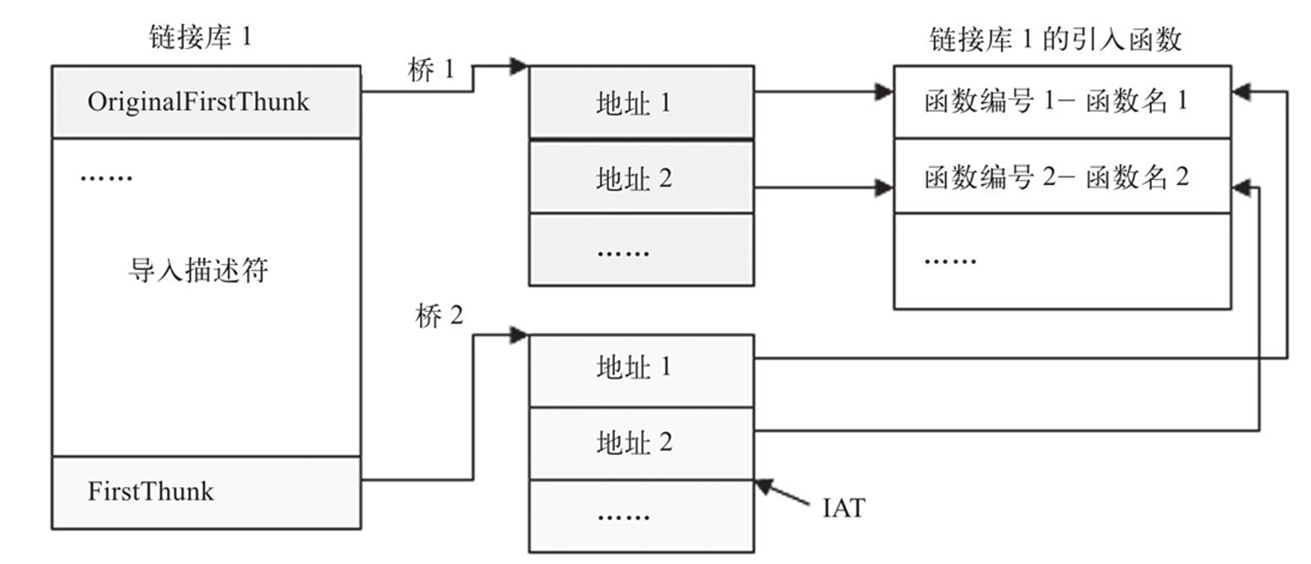 链接库 1
OriginalFirstThunk
……
导入描述符
FirstThunk
桥 1
地址 1
地址 2
……
桥 2
地址 1
地址 2
……
IAT
链接库 1 的引入函数
函数编号 1– 函数名 1
函数编号 2– 函数名 2
……